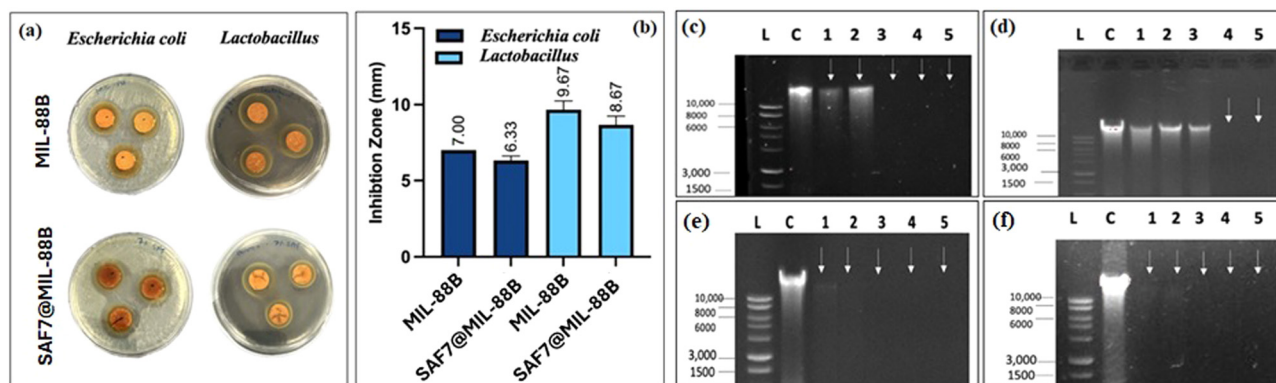 (a)
Escherichia coli
Lactobacillus
MIL-88B
SAF7@MIL-88B
(b)
Inhibtion Zone (mm)
15
10
5
0
Escherichia coli
Lactobacillus
7.00
6.33
9.67
8.67
MIL-88B
SAF7@MIL-88B
MIL-88B
SAF7@MIL-88B
(c)
L C 1 2 3 4 5
10,000
8000
6000
3,000
1500
(d)
L C 1 2 3 4 5
10,000
8000
6000
3,000
1500
(e)
L C 1 2 3 4 5
10,000
8000
6000
3,000
1500
(f)
L C 1 2 3 4 5
10,000
8000
6000
3,000
1500